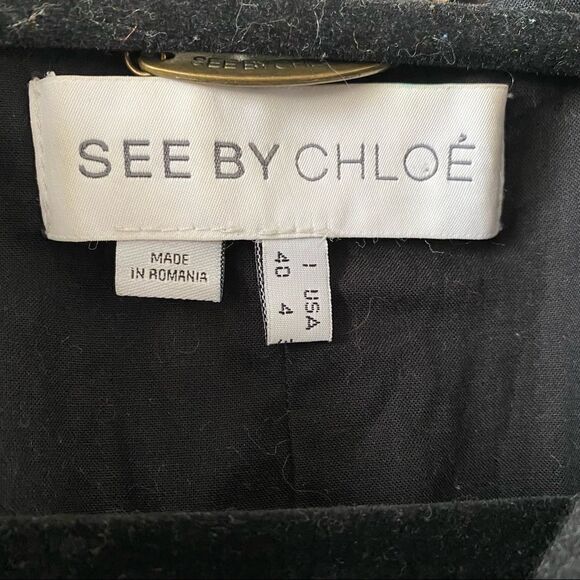 SEE BY CHLOÉ
MADE
IN ROMANIA
I USA
40 4